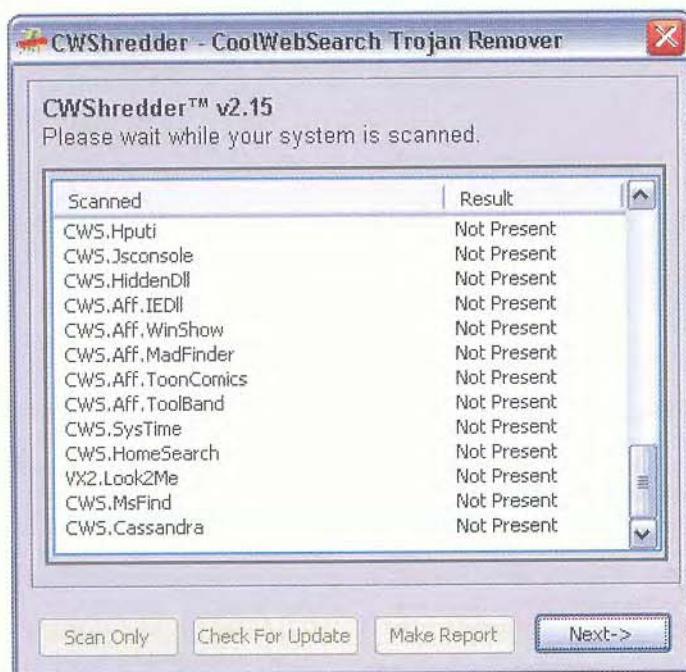 CWShredder - CoolWebSearch Trojan Remover
CWShredder™ v2.15
Please wait while your system is scanned.
Scanned Result
CWS.Hputi Not Present
CWS.Jsconsole Not Present
CWS.HiddenDll Not Present
CWS.Aff.IEDll Not Present
CWS.Aff.WinShow Not Present
CWS.Aff.MadFinder Not Present
CWS.Aff.ToonComics Not Present
CWS.Aff.ToolBand Not Present
CWS.SysTime Not Present
CWS.HomeSearch Not Present
VX2.Look2Me Not Present
CWS.MsFind Not Present
CWS.Cassandra Not Present
Scan Only Check For Update Make Report Next->